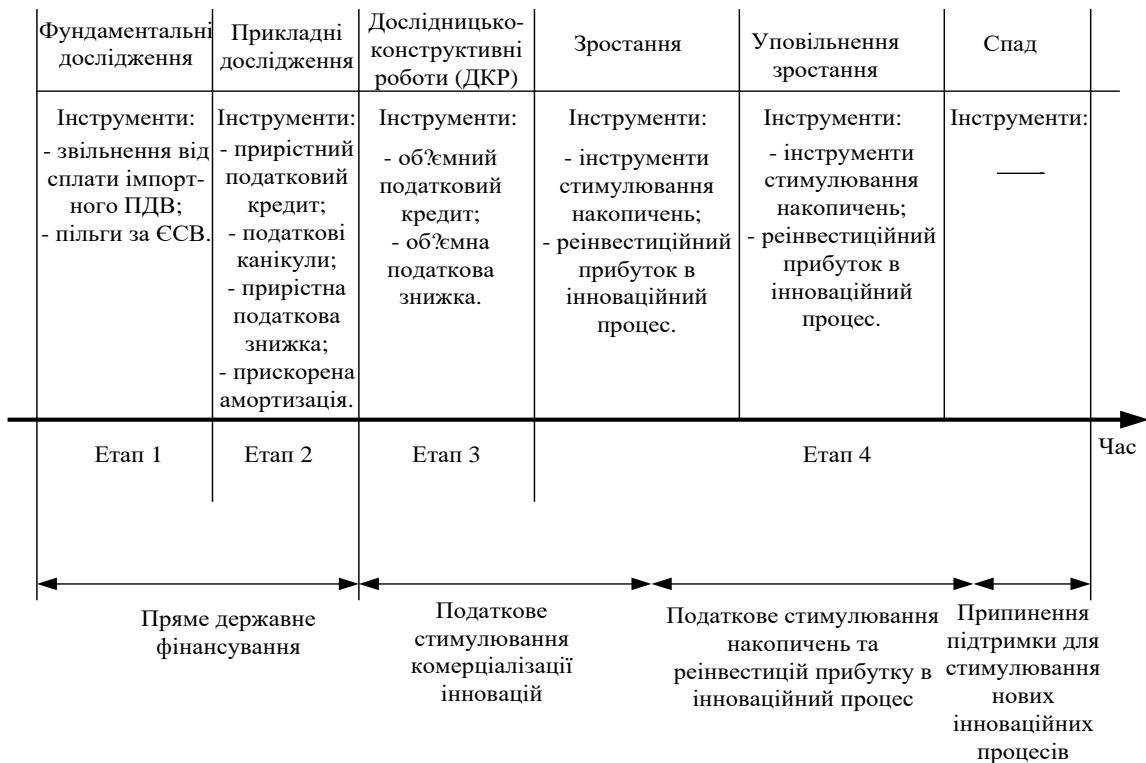 Фундаментальні
дослідження
Прикладні
дослідження
Дослідницько-
конструктивні
роботи (ДКР)
Зростання
Уповільнення
зростання
Спад
Інструменти:
- звільнення від
сплати імпорт-
ного ПДВ;
- пільги за ЄСВ.
Інструменти:
- прирістний
податковий
кредит;
- податкові
канікули;
- прирістна
податкова
знижка;
- прискорена
амортизація.
Інструменти:
- об?ємний
податковий
кредит;
- об?ємна
податкова
знижка.
Інструменти:
- інструменти
стимулювання
накопичень;
- реінвестиційний
прибуток в
інноваційний
процес.
Інструменти:
- інструменти
стимулювання
накопичень;
- реінвестиційний
прибуток в
інноваційний
процес.
Інструменти:
Етап 1
Етап 2
Етап 3
Етап 4
Час
Пряме державне
фінансування
Податкове
стимулювання
комерціалізації
інновацій
Податкове стимулювання
накопичень та
реінвестицій прибутку в
інноваційний процес
Припинення
підтримки для
стимулювання
нових
інноваційних
процесів